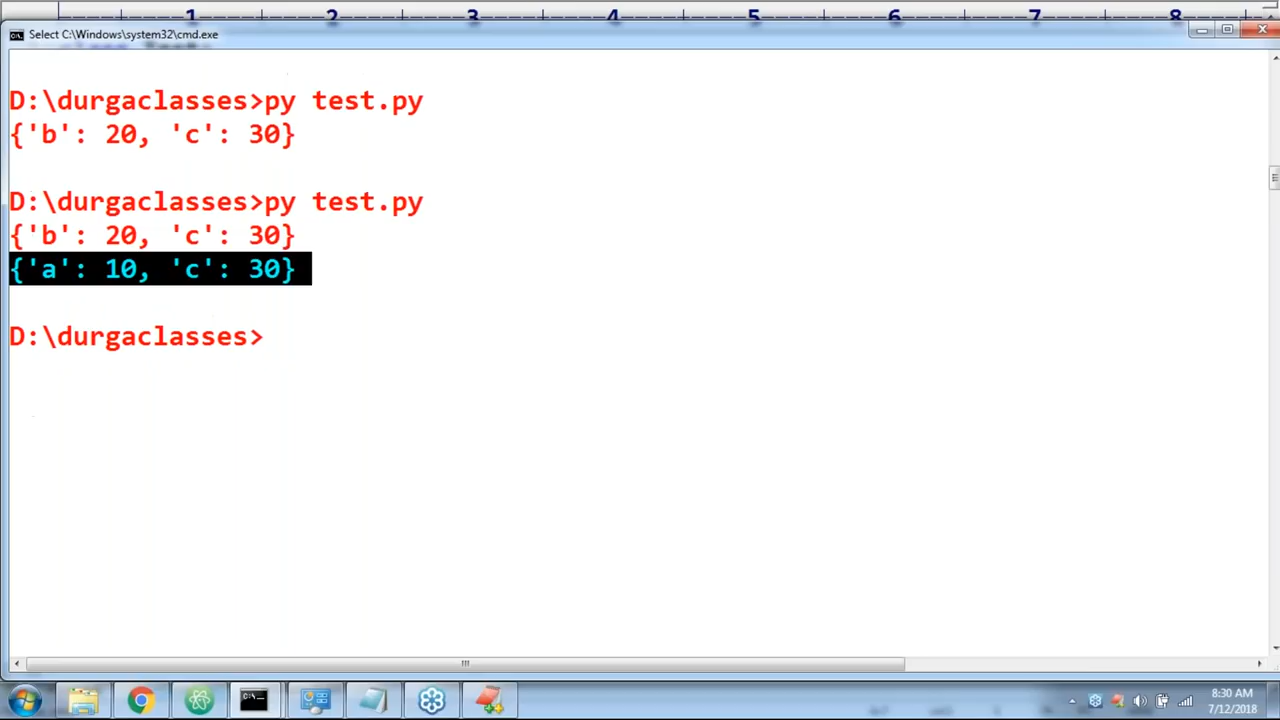 1 2 3 4 5 6 7 8
Select C:\Windows\system32\cmd.exe
D:\durgaclasses>py test.py
{'b': 20, 'c': 30}
D:\durgaclasses>py test.py
{'b': 20, 'c': 30}
{'a': 10, 'c': 30}
D:\durgaclasses>
8:30 AM
7/12/2018